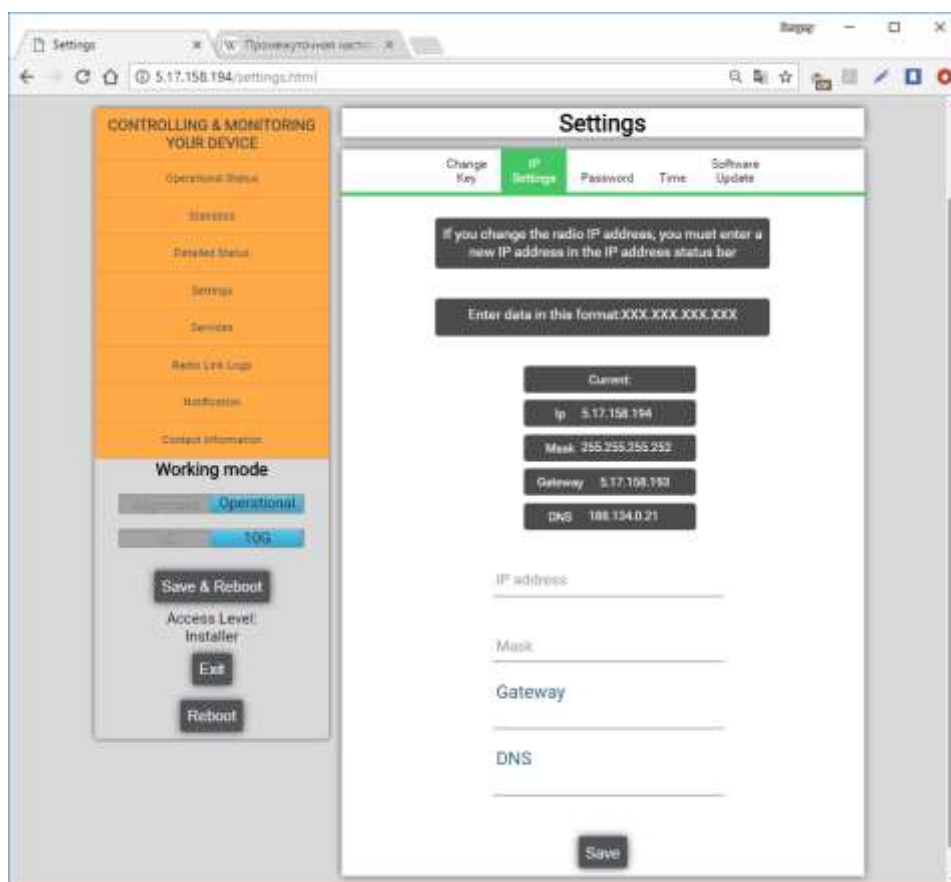 Settings
Промежуточная часто
5.17.158.194/settings.html
CONTROLLING & MONITORING
YOUR DEVICE
Operational Status
Statistics
Detailed Status
Settings
Services
Radio Link Logs
Notification
Contact Information
Working mode
Operational
10G
Save & Reboot
Access Level:
Installer
Exit
Reboot
Settings
Change
Key
IP
Settings
Password
Time
Software
Update
If you change the radio IP address, you must enter a
new IP address in the IP address status bar
Enter data in this format:XXX.XXX.XXX.XXX
Current:
Ip 5.17.158.194
Mask 255.255.255.252
Gateway 5.17.158.193
DNS 188.134.0.21
IP address
Mask
Gateway
DNS
Save